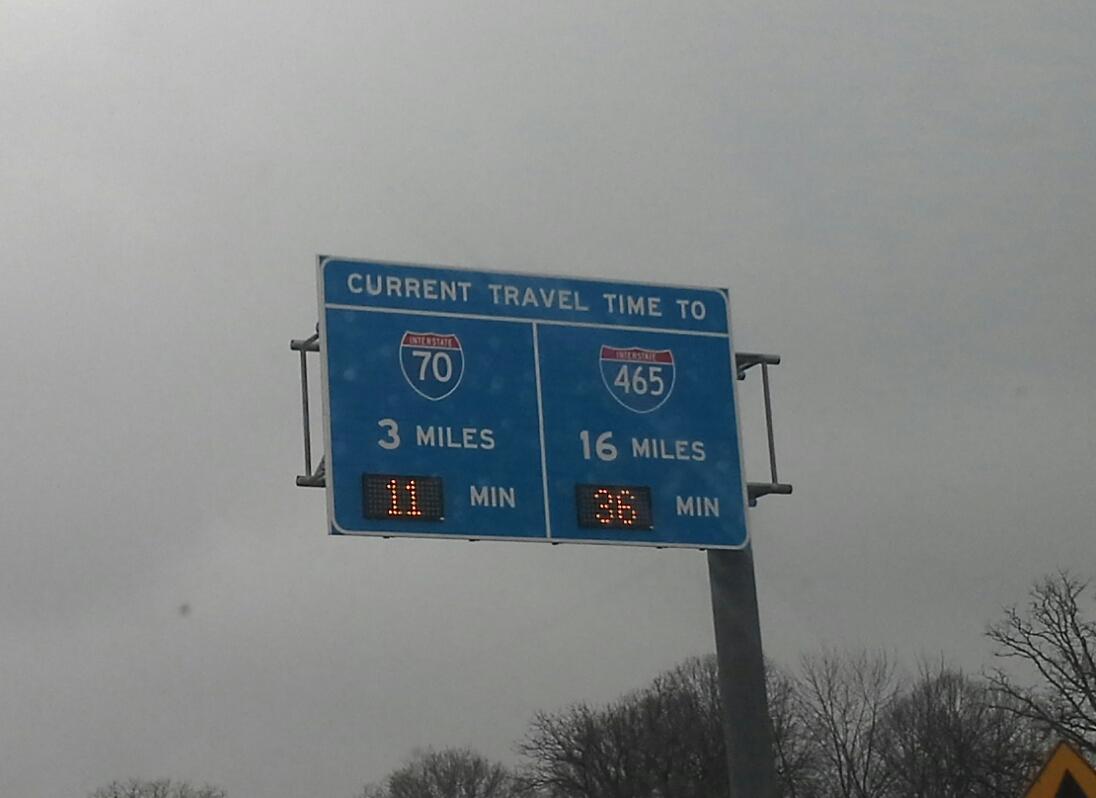 CURRENT TRAVEL TIME TO
INTERSTATE
70
3 MILES
11 MIN
INTERSTATE
465
16 MILES
36 MIN